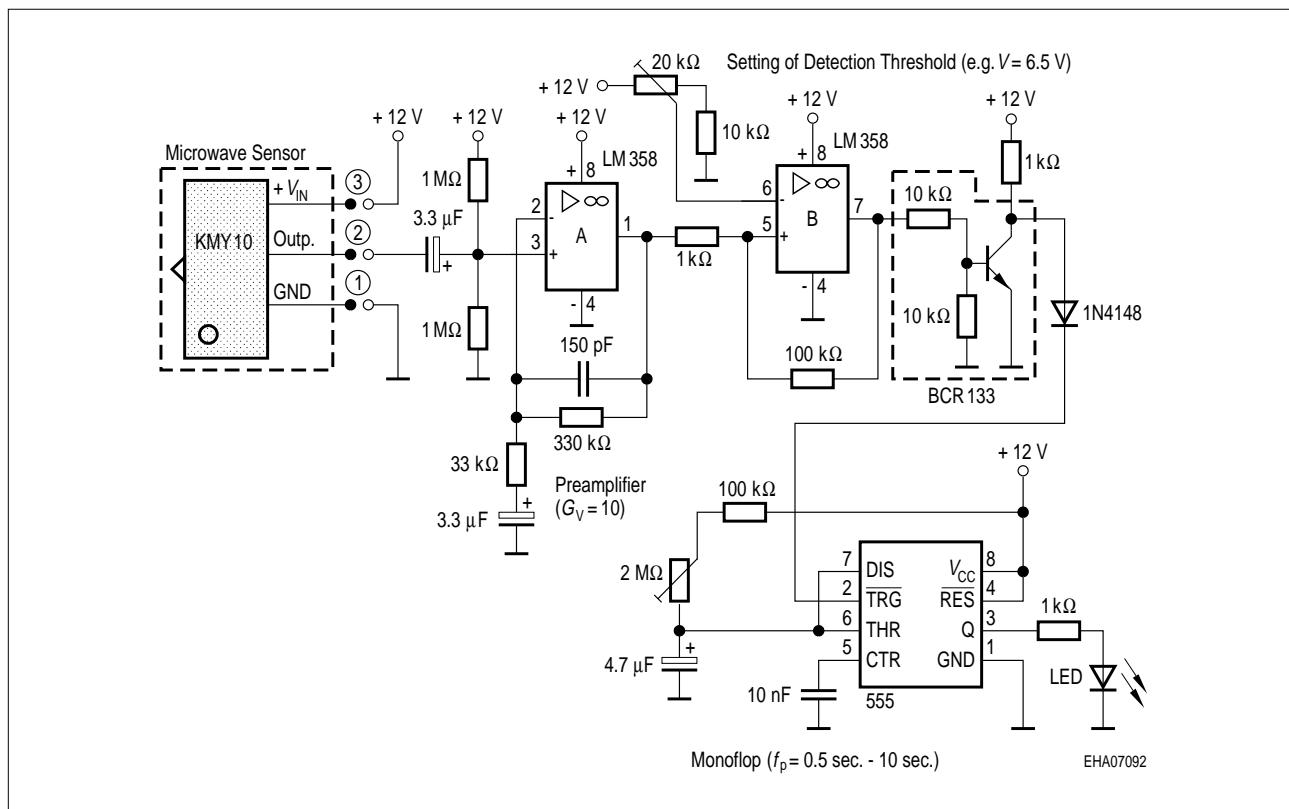 20 kΩ
Setting of Detection Threshold (e.g. V = 6.5 V)
+ 12 V
+ 12 V
+ 12 V
+ 12 V
+ 12 V
+ 12 V
10 kΩ
LM 358
LM 358
Microwave Sensor
+ 8
+ 8
1 kΩ
+ VIN
3
1 MΩ
10 kΩ
▷ ∞
▷ ∞
2 -
6 -
KMY 10
Outp.
2
3.3 µF
A
1
B
7
+
3 +
5 +
1 kΩ
GND
1
- 4
- 4
10 kΩ
1N4148
1 MΩ
150 pF
100 kΩ
BCR 133
330 kΩ
33 kΩ
+ 12 V
Preamplifier
(GV = 10)
+
3.3 µF
100 kΩ
2 MΩ
7 DIS VCC 8
2 TRG RES 4
1 kΩ
6 THR Q 3
+
4.7 µF
5 CTR GND 1
LED
10 nF
555
Monoflop (fp = 0.5 sec. - 10 sec.)
EHA07092